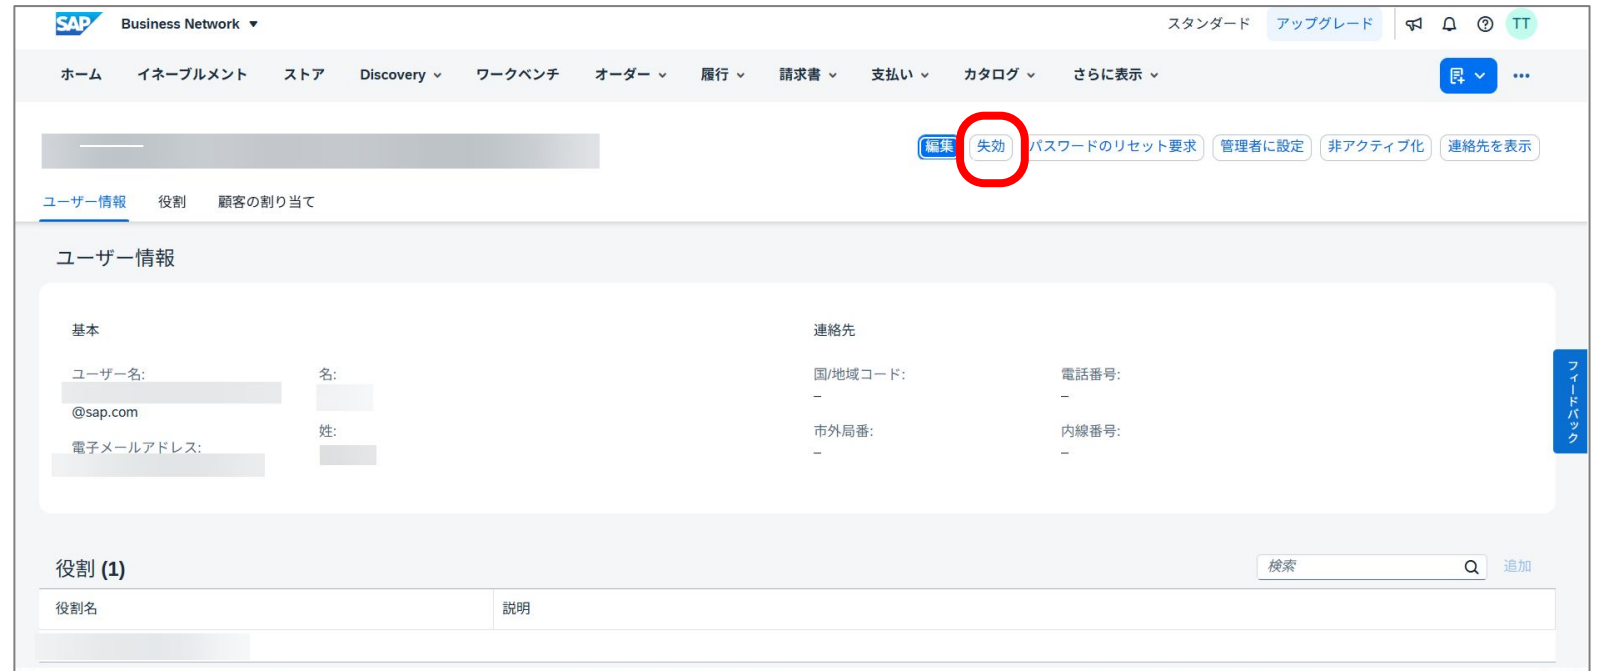 SAP Business Network スタンダード アップグレード TT
ホーム イネーブルメント ストア Discovery ワークベンチ オーダー 履行 請求書 支払い カタログ さらに表示
編集 失効 パスワードのリセット要求 管理者に設定 非アクティブ化 連絡先を表示
ユーザー情報 役割 顧客の割り当て
ユーザー情報
基本 連絡先
ユーザー名: 名: 国/地域コード: 電話番号:
– –
@sap.com
姓: 市外局番: 内線番号:
電子メールアドレス:
– –
フィードバック
役割 (1) 検索 追加
役割名 説明